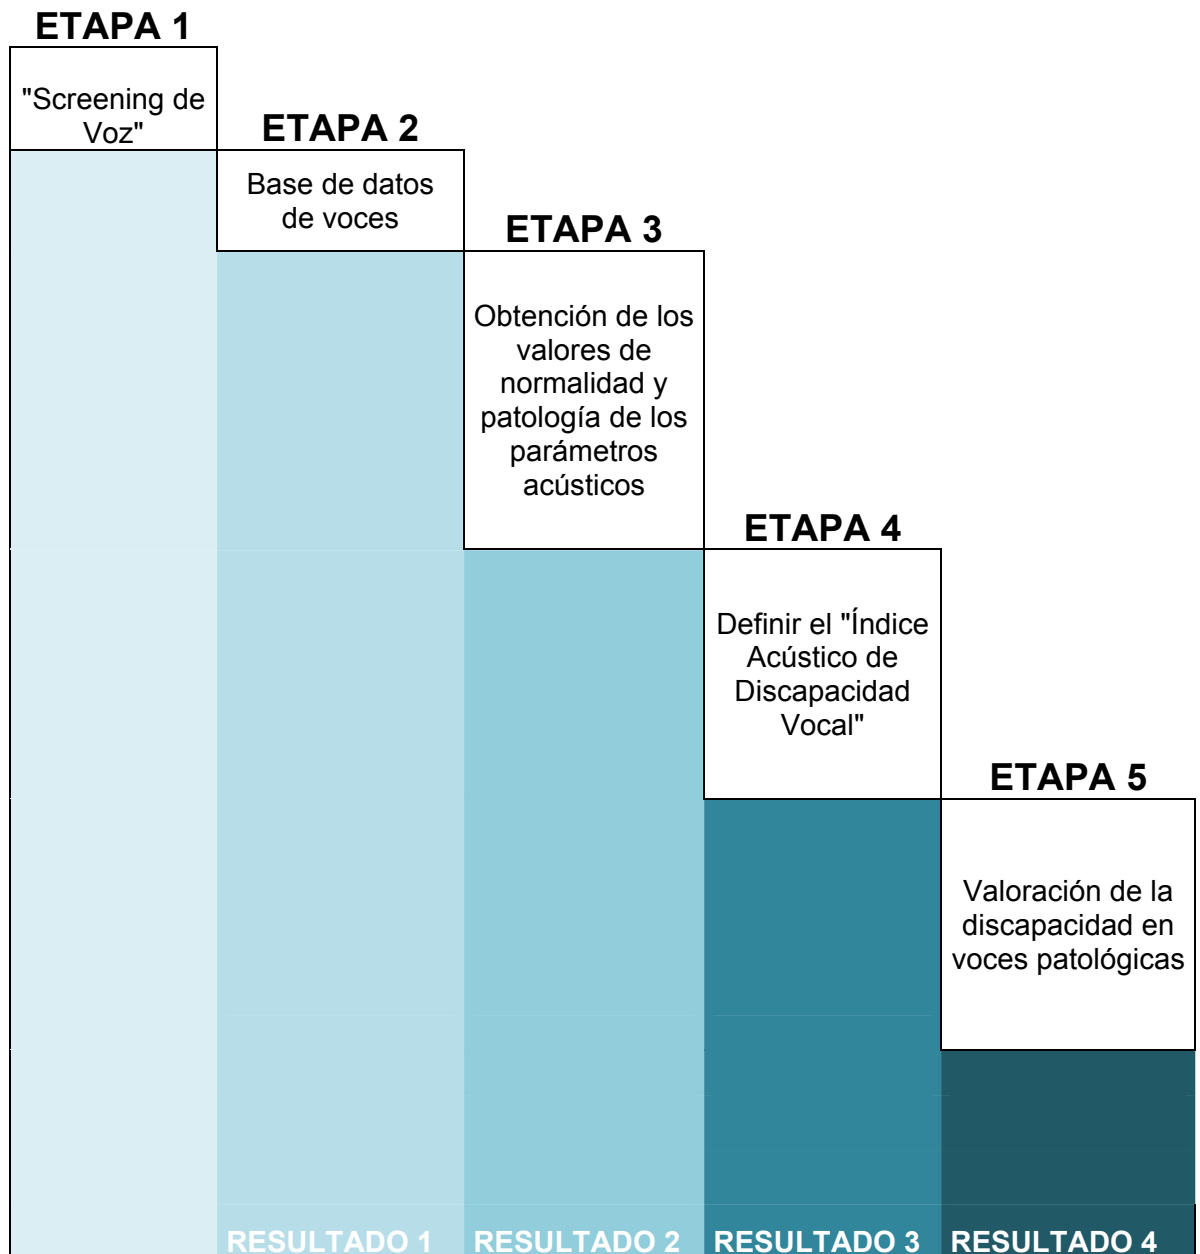 ETAPA 1
"Screening de
Voz"
ETAPA 2
Base de datos
de voces
ETAPA 3
Obtención de los
valores de
normalidad y
patología de los
parámetros
acústicos
ETAPA 4
Definir el "Índice
Acústico de
Discapacidad
Vocal"
ETAPA 5
Valoración de la
discapacidad en
voces patológicas
RESULTADO 1 RESULTADO 2 RESULTADO 3 RESULTADO 4